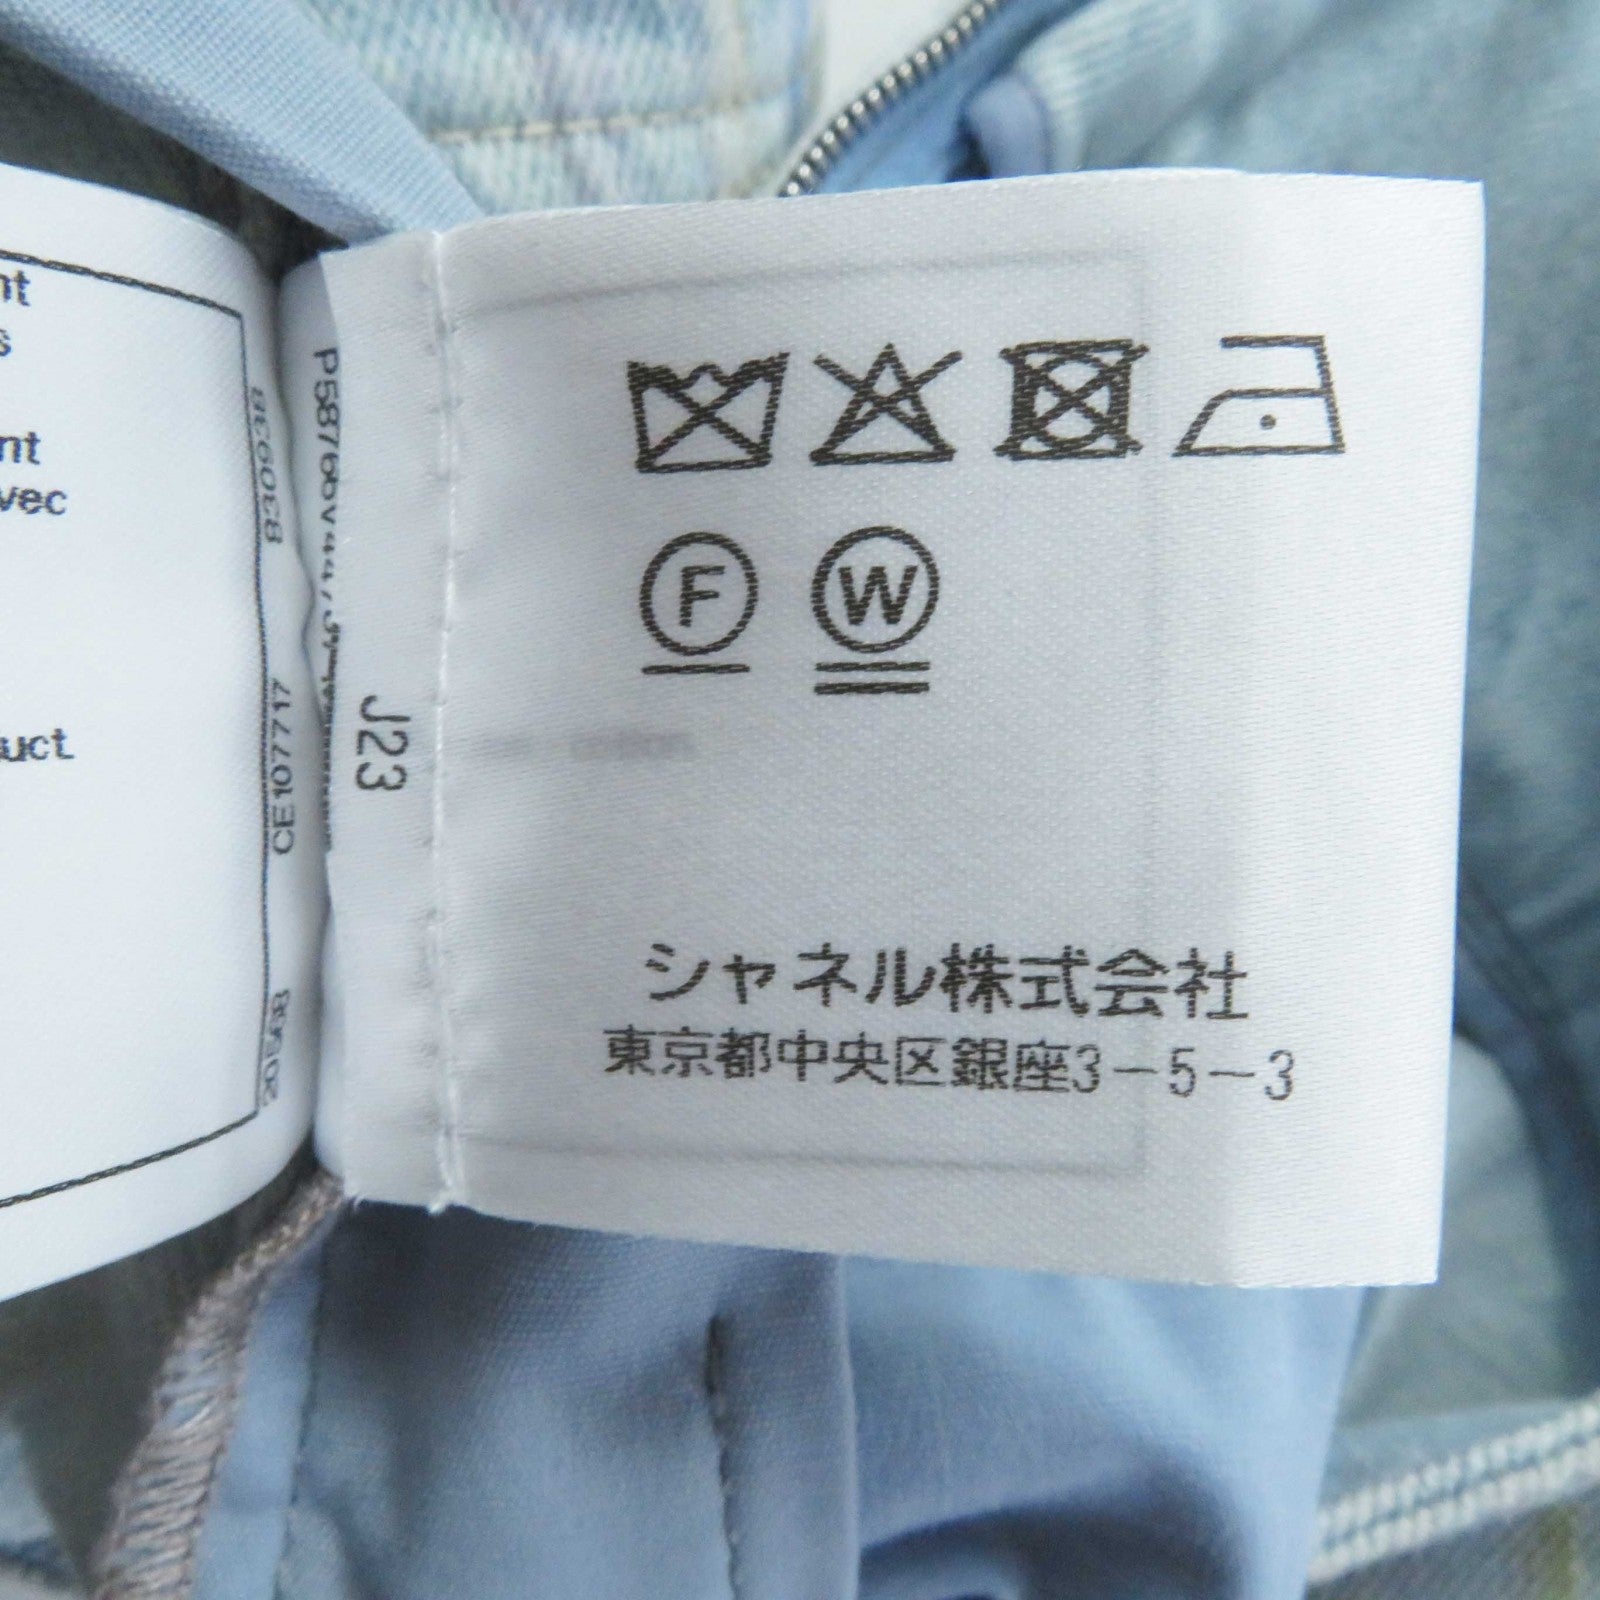 nt
s
nt
vec
uct.
CE107717
J23
F
W
シャネル株式会社
東京都中央区銀座3-5-3